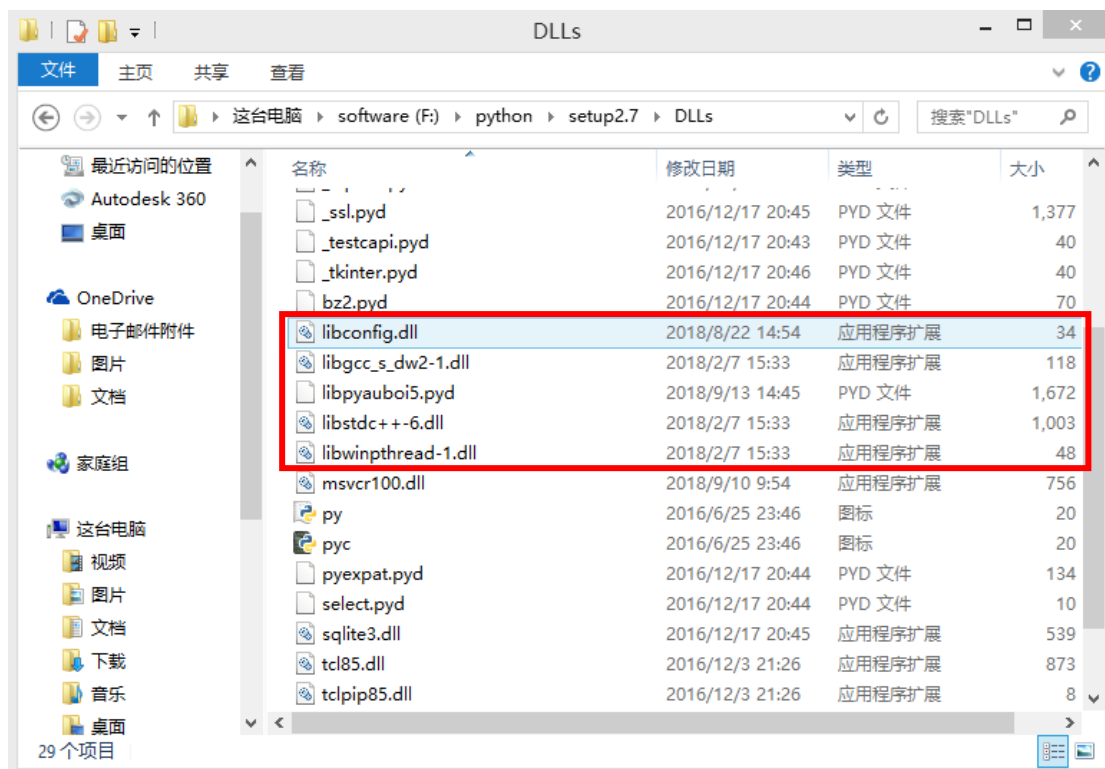 DLLs
文件 主页 共享 查看
这台电脑 software (F:) python setup2.7 DLLs 搜索"DLLs"
最近访问的位置
Autodesk 360
桌面
OneDrive
电子邮件附件
图片
文档
家庭组
这台电脑
视频
图片
文档
下载
音乐
桌面
名称 修改日期 类型 大小
_ssl.pyd 2016/12/17 20:45 PYD 文件 1,377
_testcapi.pyd 2016/12/17 20:43 PYD 文件 40
_tkinter.pyd 2016/12/17 20:46 PYD 文件 40
bz2.pyd 2016/12/17 20:44 PYD 文件 70
libconfig.dll 2018/8/22 14:54 应用程序扩展 34
libgcc_s_dw2-1.dll 2018/2/7 15:33 应用程序扩展 118
libpyauboi5.pyd 2018/9/13 14:45 PYD 文件 1,672
libstdc++-6.dll 2018/2/7 15:33 应用程序扩展 1,003
libwinpthread-1.dll 2018/2/7 15:33 应用程序扩展 48
msvcr100.dll 2018/9/10 9:54 应用程序扩展 756
py 2016/6/25 23:46 图标 20
pyc 2016/6/25 23:46 图标 20
pyexpat.pyd 2016/12/17 20:44 PYD 文件 134
select.pyd 2016/12/17 20:44 PYD 文件 10
sqlite3.dll 2016/12/17 20:45 应用程序扩展 539
tcl85.dll 2016/12/3 21:26 应用程序扩展 873
tclpip85.dll 2016/12/3 21:26 应用程序扩展 8
29 个项目